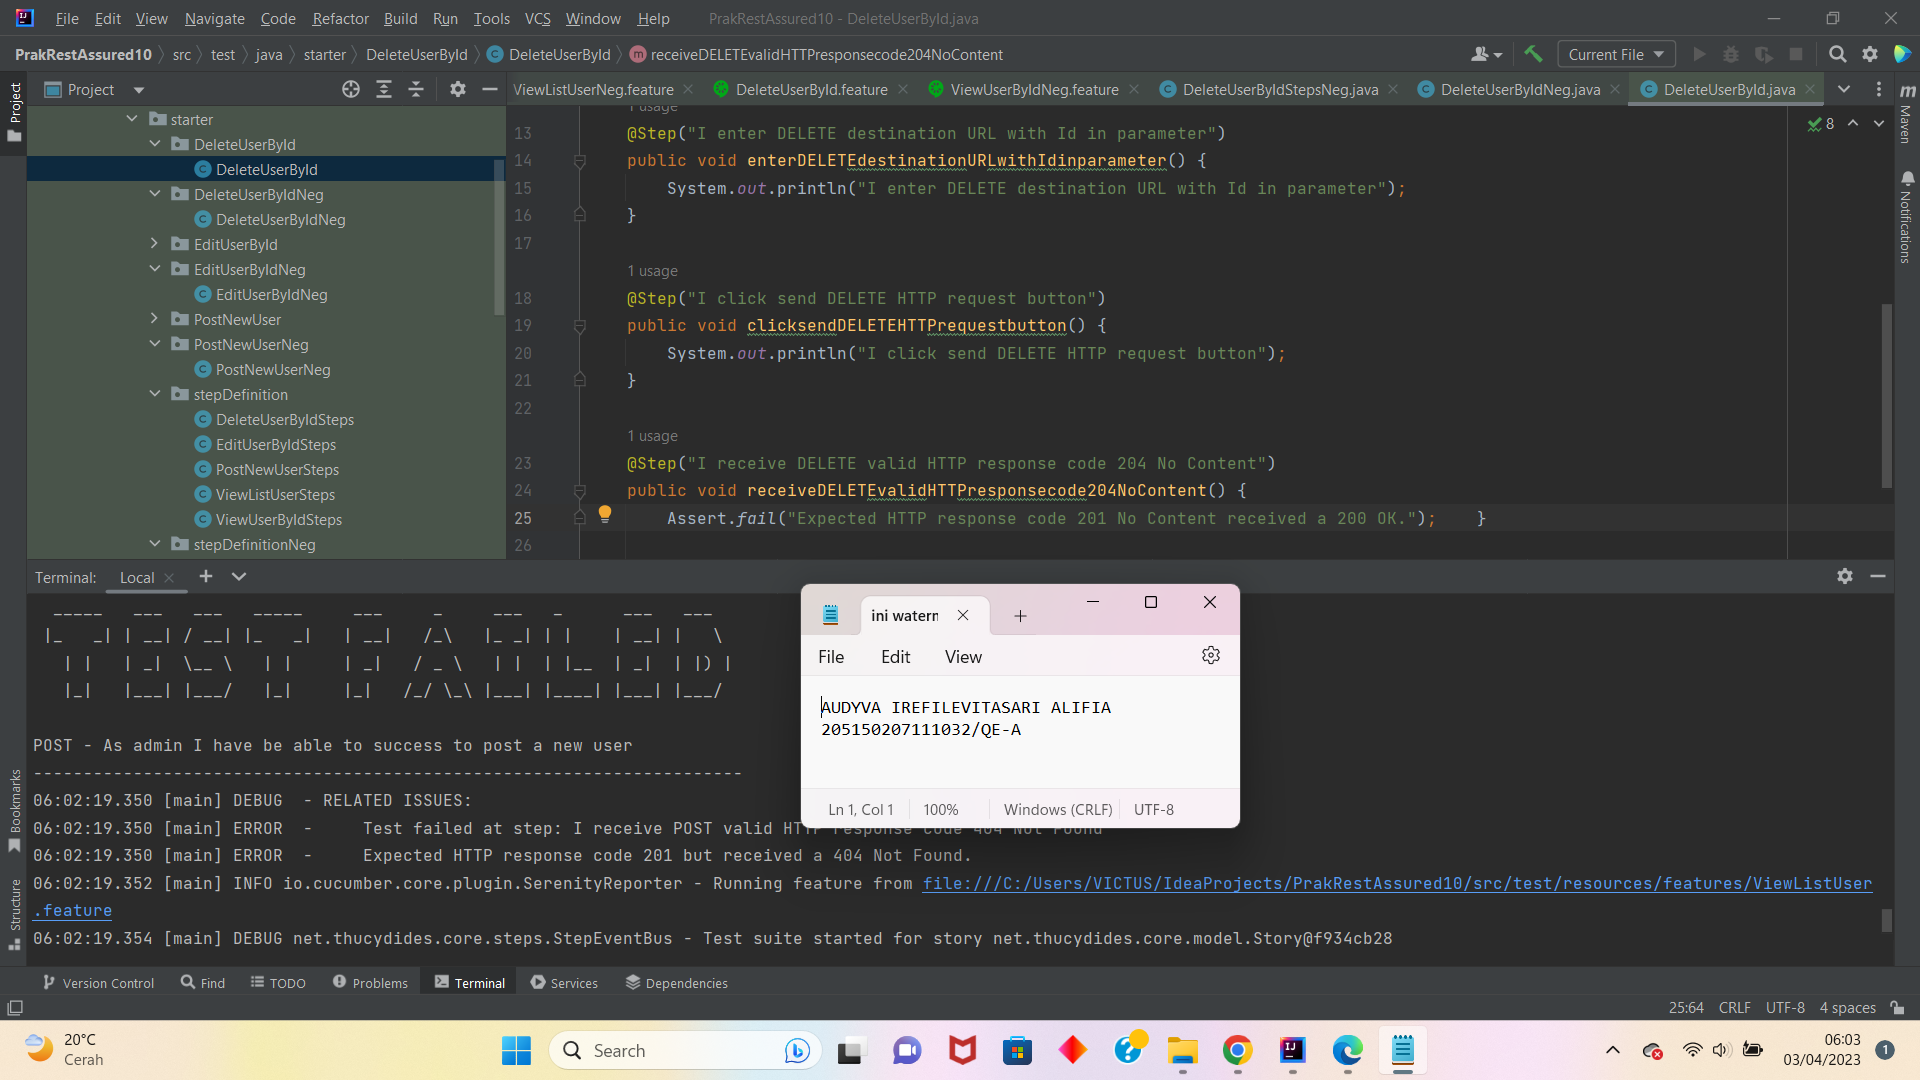 File Edit View Navigate Code Refactor Build Run Tools VCS Window Help PrakRestAssured10 - DeleteUserById.java
PrakRestAssured10 src test java starter DeleteUserById DeleteUserById receiveDELETEvalidHTTPresponsecode204NoContent Current File
Project
ViewListUserNeg.feature DeleteUserById.feature ViewUserByIdNeg.feature DeleteUserByIdStepsNeg.java DeleteUserByIdNeg.java DeleteUserById.java
Project
Maven
Notifications
Bookmarks
Structure
starter
DeleteUserById
DeleteUserById
DeleteUserByIdNeg
DeleteUserByIdNeg
EditUserById
EditUserByIdNeg
EditUserByIdNeg
PostNewUser
PostNewUserNeg
PostNewUserNeg
stepDefinition
DeleteUserByIdSteps
EditUserByIdSteps
PostNewUserSteps
ViewListUserSteps
ViewUserByIdSteps
stepDefinitionNeg
1 usage
8
13 @Step("I enter DELETE destination URL with Id in parameter")
14 public void enterDELETEdestinationURLwithIdinparameter() {
15 System.out.println("I enter DELETE destination URL with Id in parameter");
16 }
17
1 usage
18 @Step("I click send DELETE HTTP request button")
19 public void clicksendDELETEHTTPrequestbutton() {
20 System.out.println("I click send DELETE HTTP request button");
21 }
22
1 usage
23 @Step("I receive DELETE valid HTTP response code 204 No Content")
24 public void receiveDELETEvalidHTTPresponsecode204NoContent() {
25 Assert.fail("Expected HTTP response code 201 No Content received a 200 OK."); }
26
Terminal: Local
TEST FAILED
POST - As admin I have be able to success to post a new user
-----------------------------------------------------------------------
06:02:19.350 [main] DEBUG - RELATED ISSUES:
06:02:19.350 [main] ERROR - Test failed at step: I receive POST valid HTTP response code 404 Not Found
06:02:19.350 [main] ERROR - Expected HTTP response code 201 but received a 404 Not Found.
06:02:19.352 [main] INFO io.cucumber.core.plugin.SerenityReporter - Running feature from file:///C:/Users/VICTUS/IdeaProjects/PrakRestAssured10/src/test/resources/features/ViewListUser
.feature
06:02:19.354 [main] DEBUG net.thucydides.core.steps.StepEventBus - Test suite started for story net.thucydides.core.model.Story@f934cb28
ini watern
File Edit View
AUDYVA IREFILEVITASARI ALIFIA
205150207111032/QE-A
Ln 1, Col 1 100% Windows (CRLF) UTF-8
Version Control Find TODO Problems Terminal Services Dependencies
25:64 CRLF UTF-8 4 spaces
20°C
Cerah
Search
06:03
03/04/2023
1